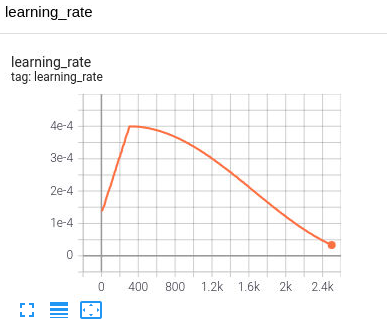 learning_rate
learning_rate
tag: learning_rate
4e-4
3e-4
2e-4
1e-4
0
0 400 800 1.2k 1.6k 2k 2.4k